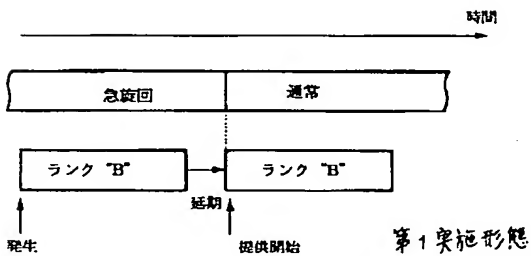 時間
急旋回 通常
ランク "B" ランク "B"
延期
発生 提供開始
第1実施形態